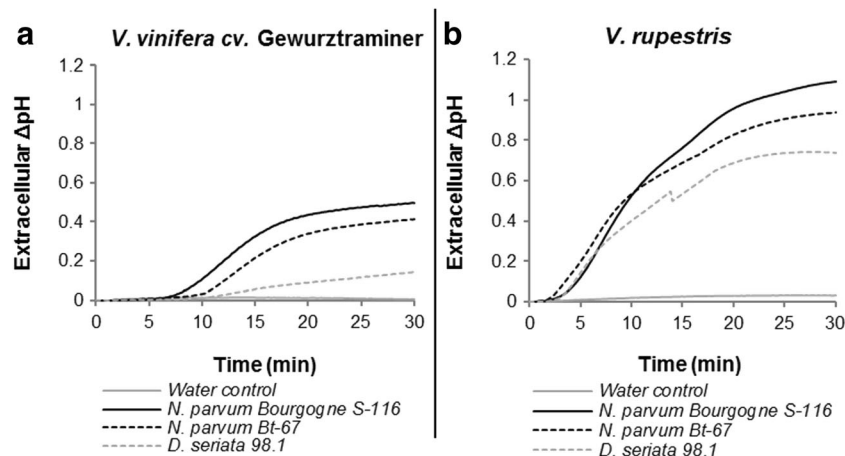 a
V. vinifera cv. Gewurztraminer
Extracellular ΔpH
1.2
1
0.8
0.6
0.4
0.2
0
0 5 10 15 20 25 30
Time (min)
Water control
N. parvum Bourgogne S-116
N. parvum Bt-67
D. seriata 98.1
b
V. rupestris
Extracellular ΔpH
1.2
1
0.8
0.6
0.4
0.2
0
0 5 10 15 20 25 30
Time (min)
Water control
N. parvum Bourgogne S-116
N. parvum Bt-67
D. seriata 98.1